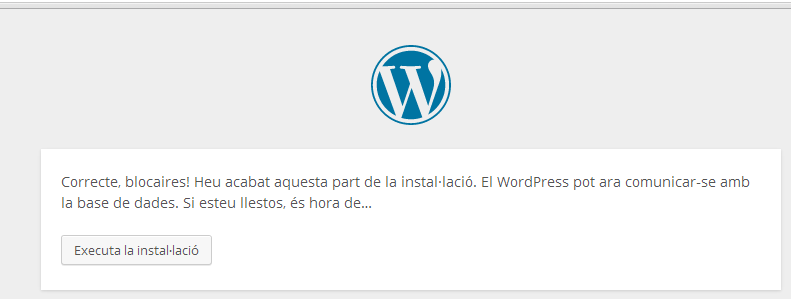 Correcte, blocaires! Heu acabat aquesta part de la instal·lació. El WordPress pot ara comunicar-se amb
la base de dades. Si esteu llestos, és hora de…
Executa la instal·lació